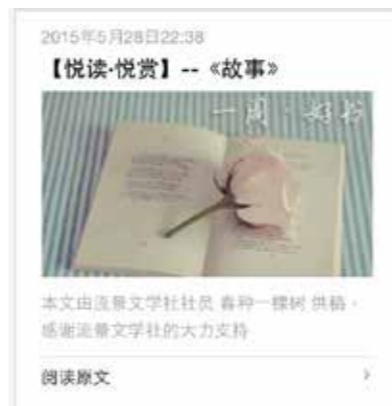 2015年5月28日22:38
【悦读·悦赏】--《故事》
一周·好书
本文由流景文学社社员 春种一棵树 供稿，
感谢流景文学社的大力支持
阅读原文